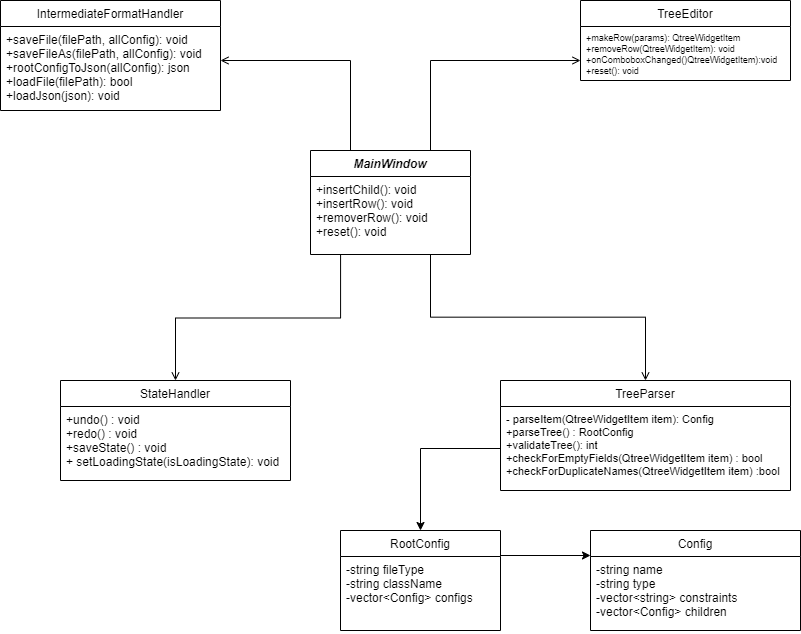 IntermediateFormatHandler
+saveFile(filePath, allConfig): void
+saveFileAs(filePath, allConfig): void
+rootConfigToJson(allConfig): json
+loadFile(filePath): bool
+loadJson(json): void
TreeEditor
+makeRow(params): QtreeWidgetItem
+removeRow(QtreeWidgetItem): void
+onComboboxChanged()QtreeWidgetItem):void
+reset(): void
MainWindow
+insertChild(): void
+insertRow(): void
+removerRow(): void
+reset(): void
StateHandler
+undo() : void
+redo() : void
+saveState() : void
+ setLoadingState(isLoadingState): void
TreeParser
- parseItem(QtreeWidgetItem item): Config
+parseTree() : RootConfig
+validateTree(): int
+checkForEmptyFields(QtreeWidgetItem item) : bool
+checkForDuplicateNames(QtreeWidgetItem item) :bool
RootConfig
-string fileType
-string className
-vector<Config> configs
Config
-string name
-string type
-vector<string> constraints
-vector<Config> children